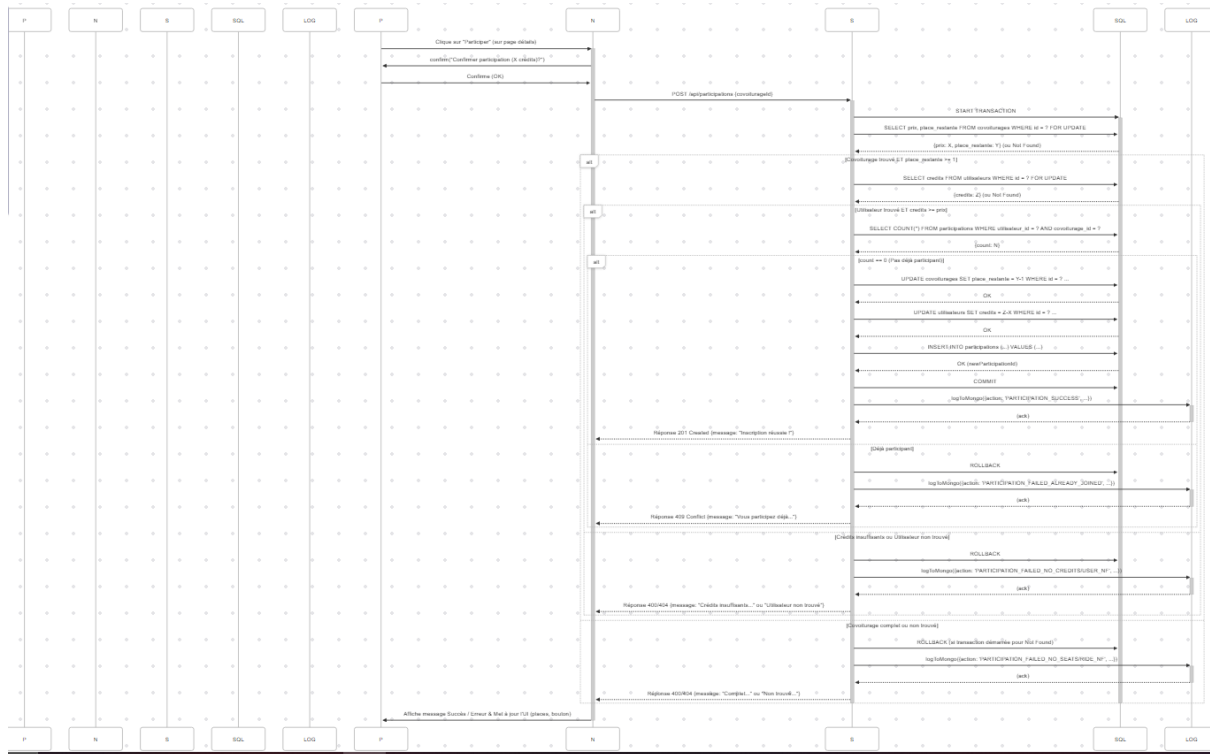 P N S SQL LOG P N S SQL LOG
Clique sur "Participer" (sur page détails)
confirm("Confirmer participation (X crédits)?")
Confirme (OK)
POST /api/participations {covoiturageId}
START TRANSACTION
SELECT prix, place_restante FROM covoiturages WHERE id = ? FOR UPDATE
{prix: X, place_restante: Y} (ou Not Found)
alt
[Covoiturage trouvé ET place_restante >= 1]
SELECT credits FROM utilisateurs WHERE id = ? FOR UPDATE
{credits: Z} (ou Not Found)
alt
[Utilisateur trouvé ET credits >= prix]
SELECT COUNT(*) FROM participations WHERE utilisateur_id = ? AND covoiturage_id = ?
{count: N}
alt
[count == 0 (Pas déjà participant)]
UPDATE covoiturages SET place_restante = Y-1 WHERE id = ? ...
OK
UPDATE utilisateurs SET credits = Z-X WHERE id = ? ...
OK
INSERT INTO participations (...) VALUES (...)
OK (newParticipationId)
COMMIT
logToMongo({action: 'PARTICIPATION_SUCCESS', ...})
(ack)
Réponse 201 Created {message: "Inscription réussie !"}
[Déjà participant]
ROLLBACK
logToMongo({action: 'PARTICIPATION_FAILED_ALREADY_JOINED', ...})
(ack)
Réponse 409 Conflict {message: "Vous participez déjà..."}
[Crédits insuffisants ou Utilisateur non trouvé]
ROLLBACK
logToMongo({action: 'PARTICIPATION_FAILED_NO_CREDITS/USER_NF', ...})
(ack)
Réponse 400/404 {message: "Crédits insuffisants..." ou "Utilisateur non trouvé"}
[Covoiturage complet ou non trouvé]
ROLLBACK (si transaction démarrée pour Not Found)
logToMongo({action: 'PARTICIPATION_FAILED_NO_SEATS/RIDE_NF', ...})
(ack)
Réponse 400/404 {message: "Complet..." ou "Non trouvé..."}
Affiche message Succès / Erreur & Met à jour l'UI (places, bouton)
P N S SQL LOG P N S SQL LOG